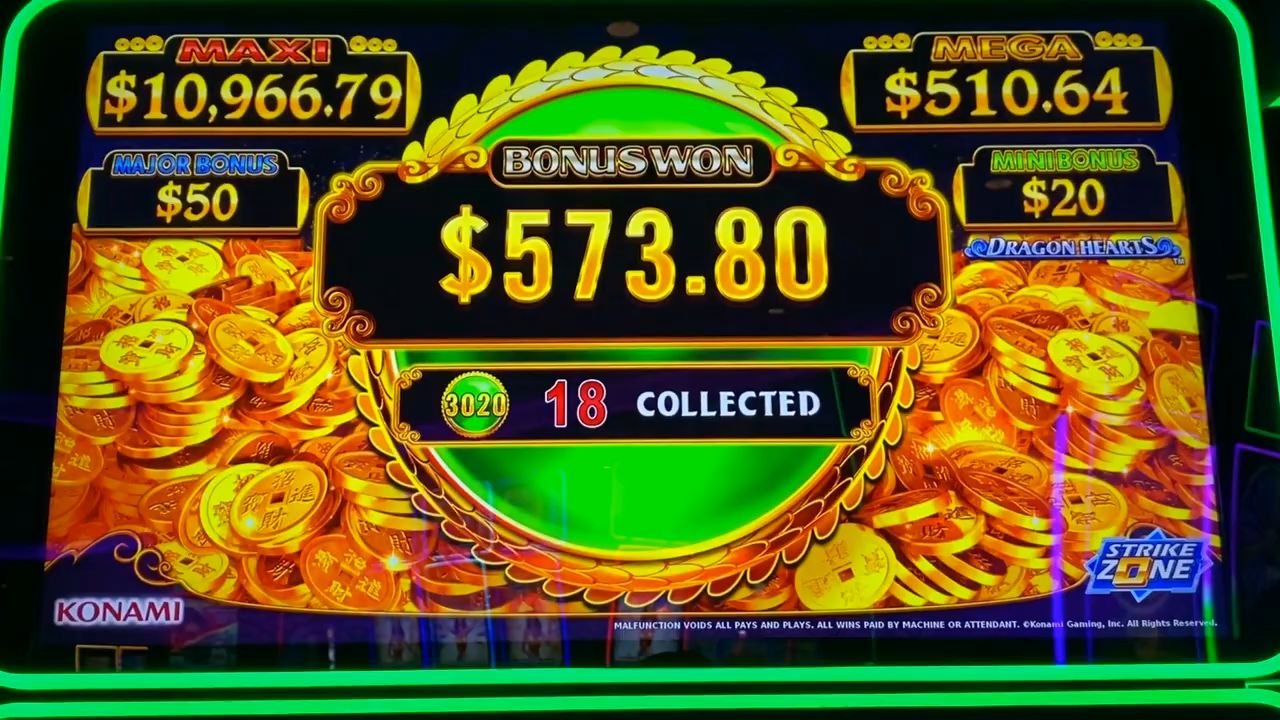 MAXI
$10,966.79
MEGA
$510.64
MAJOR BONUS
$50
BONUS WON
$573.80
MINI BONUS
$20
DRAGON HEARTS™
3020 18 COLLECTED
STRIKE
ZONE
KONAMI
MALFUNCTION VOIDS ALL PAYS AND PLAYS. ALL WINS PAID BY MACHINE OR ATTENDANT. ©Konami Gaming, Inc. All Rights Reserved.